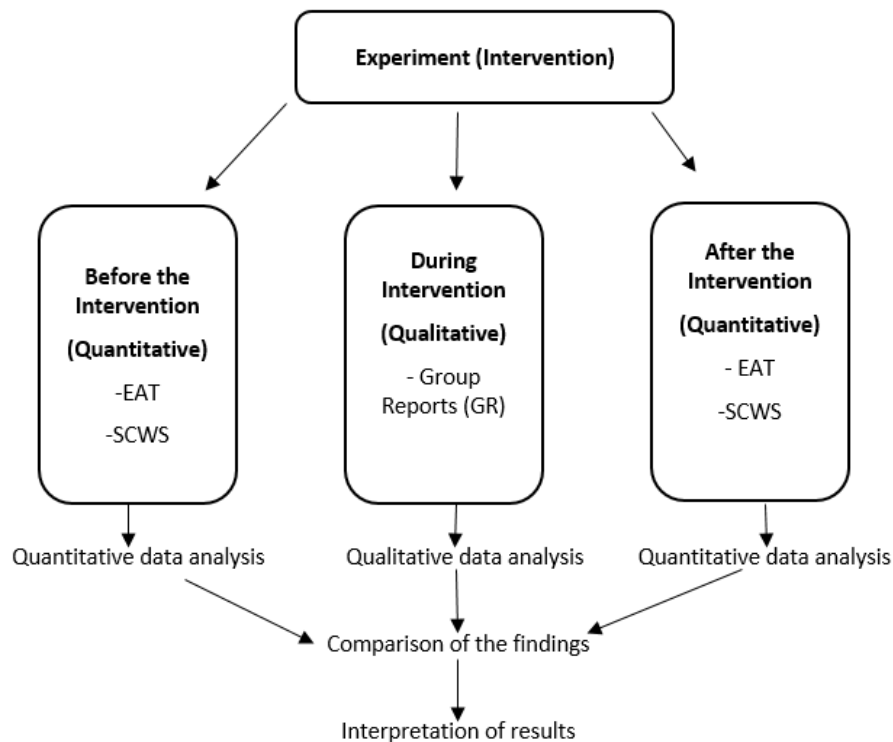 Experiment (Intervention)
Before the
Intervention
(Quantitative)
-EAT
-SCWS
During
Intervention
(Qualitative)
- Group
Reports (GR)
After the
Intervention
(Quantitative)
- EAT
-SCWS
Quantitative data analysis
Qualitative data analysis
Quantitative data analysis
Comparison of the findings
Interpretation of results